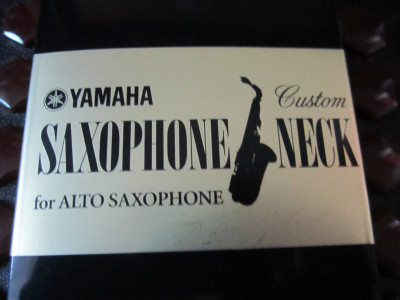 YAMAHA Custom
SAXOPHONE NECK
for ALTO SAXOPHONE